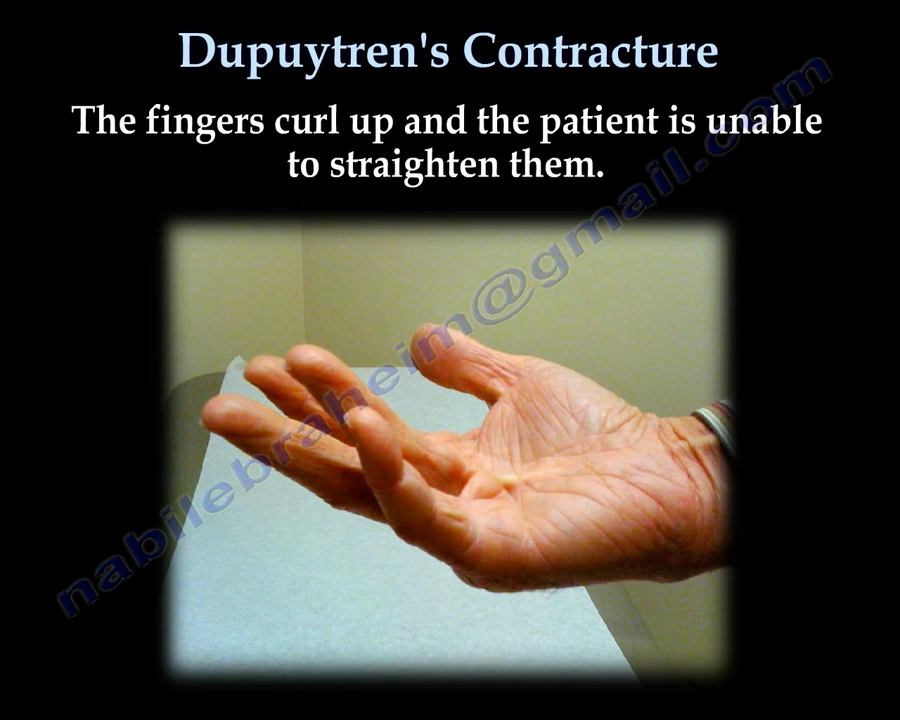 Dupuytren's Contracture
The fingers curl up and the patient is unable
to straighten them.
nabilebraheim@gmail.com